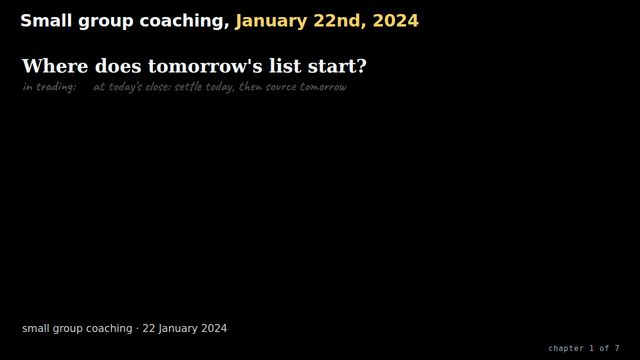 Small group coaching, January 22nd, 2024
Where does tomorrow's list start?
in trading: at today's close: settle today, then source tomorrow
small group coaching · 22 January 2024
chapter 1 of 7